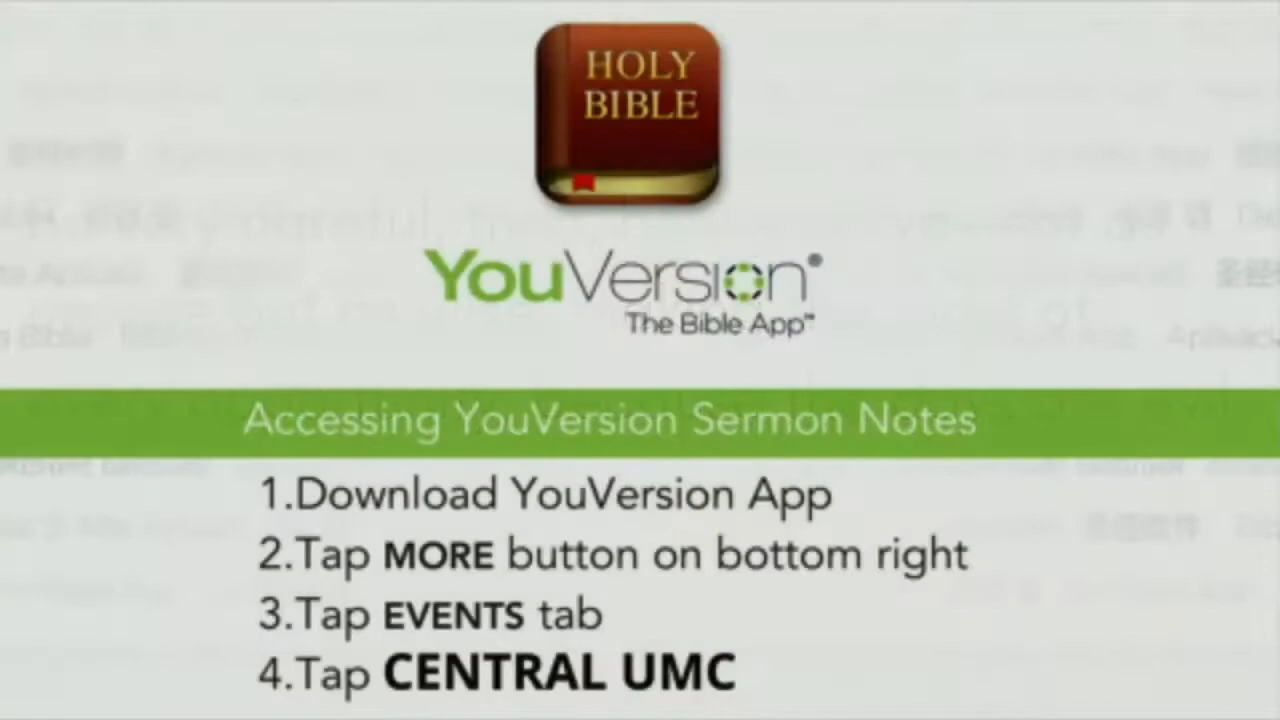 HOLY
BIBLE
YouVersion®
The Bible App™
Accessing YouVersion Sermon Notes
1.Download YouVersion App
2.Tap MORE button on bottom right
3.Tap EVENTS tab
4.Tap CENTRAL UMC